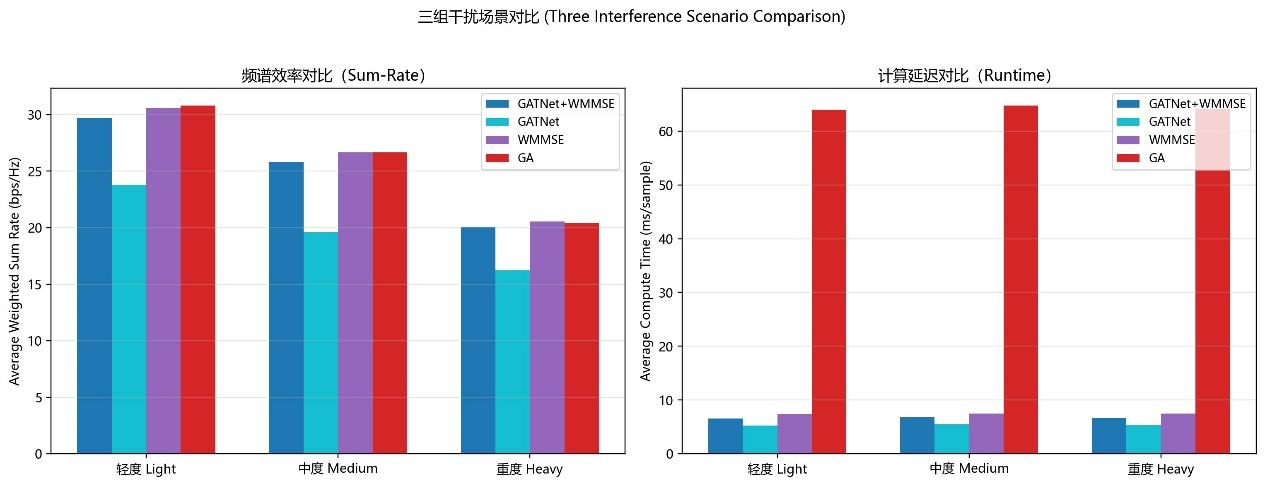 三组干扰场景对比 (Three Interference Scenario Comparison)
频谱效率对比（Sum-Rate）
Average Weighted Sum Rate (bps/Hz)
30
25
20
15
10
5
0
GATNet+WMMSE
GATNet
WMMSE
GA
轻度 Light
中度 Medium
重度 Heavy
计算延迟对比（Runtime）
Average Compute Time (ms/sample)
60
50
40
30
20
10
0
GATNet+WMMSE
GATNet
WMMSE
GA
轻度 Light
中度 Medium
重度 Heavy